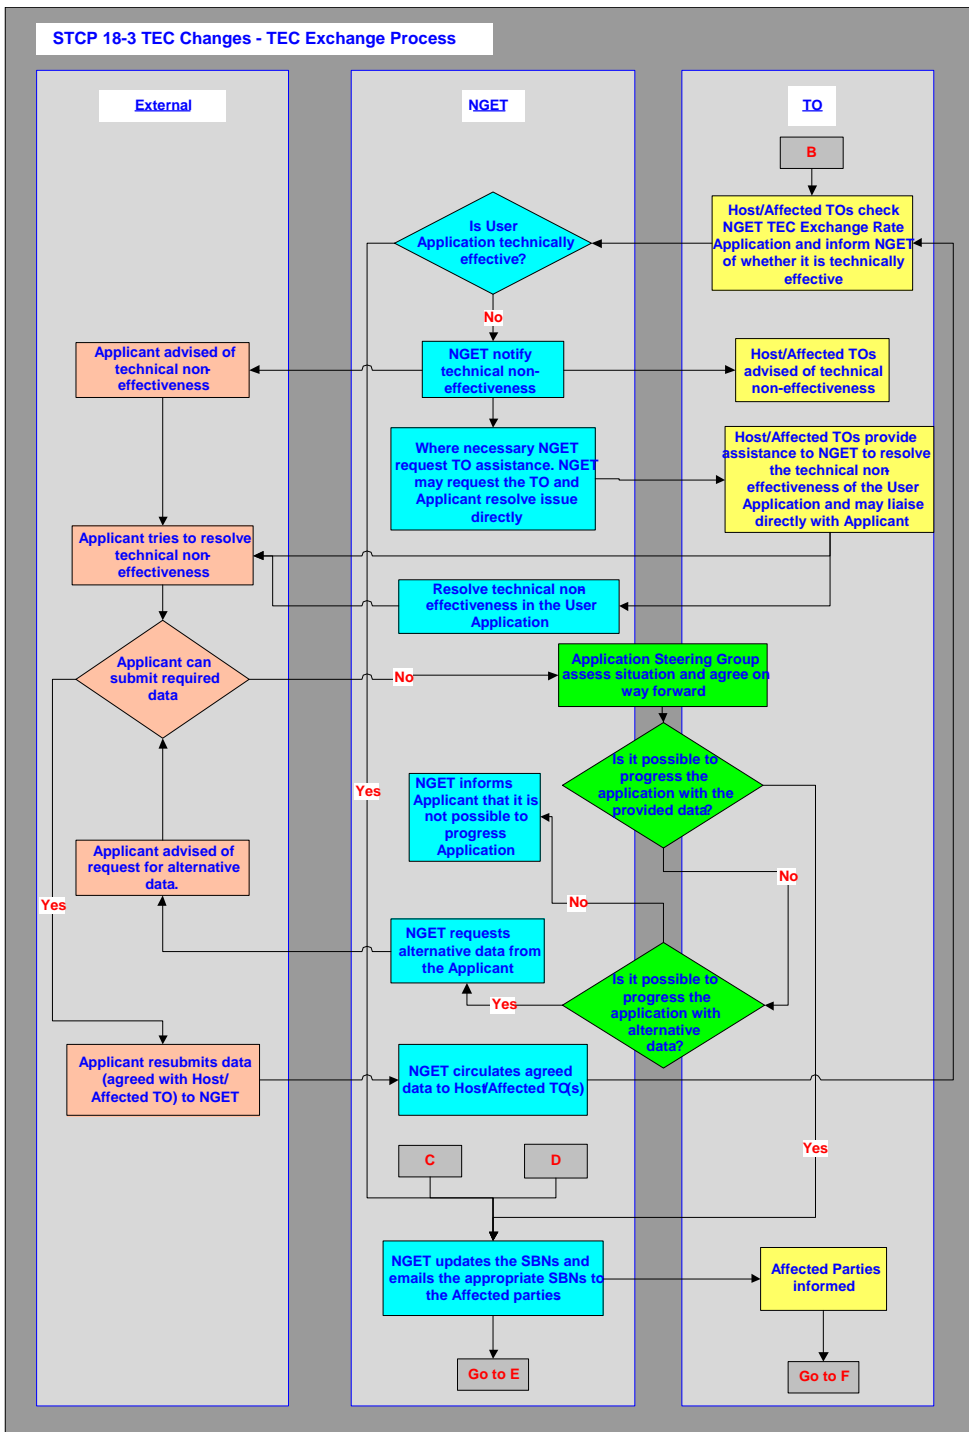 STCP 18-3 TEC Changes - TEC Exchange Process
External
NGET
TO
B
Host/Affected TOs check
NGET TEC Exchange Rate
Application and inform NGET
of whether it is technically
effective
Is User
Application technically
effective?
No
Applicant advised of
technical non-
effectiveness
NGET notify
technical non-
effectiveness
Host/Affected TOs
advised of technical
non-effectiveness
Where necessary NGET
request TO assistance. NGET
may request the TO and
Applicant resolve issue
directly
Host/Affected TOs provide
assistance to NGET to resolve
the technical non-
effectiveness of the User
Application and may liaise
directly with Applicant
Applicant tries to resolve
technical non-
effectiveness
Resolve technical non-
effectiveness in the User
Application
Applicant can
submit required
data
No
Application Steering Group
assess situation and agree on
way forward
Is it possible to
progress the
application with the
provided data?
Yes
NGET informs
Applicant that it is
not possible to
progress
Application
No
Applicant advised of
request for alternative
data.
Yes
No
NGET requests
alternative data from
the Applicant
Yes
Is it possible to
progress the
application with
alternative
data?
Applicant resubmits data
(agreed with Host/
Affected TO) to NGET
NGET circulates agreed
data to Host/Affected TO(s)
C
D
Yes
NGET updates the SBNs and
emails the appropriate SBNs to
the Affected parties
Affected Parties
informed
Go to E
Go to F